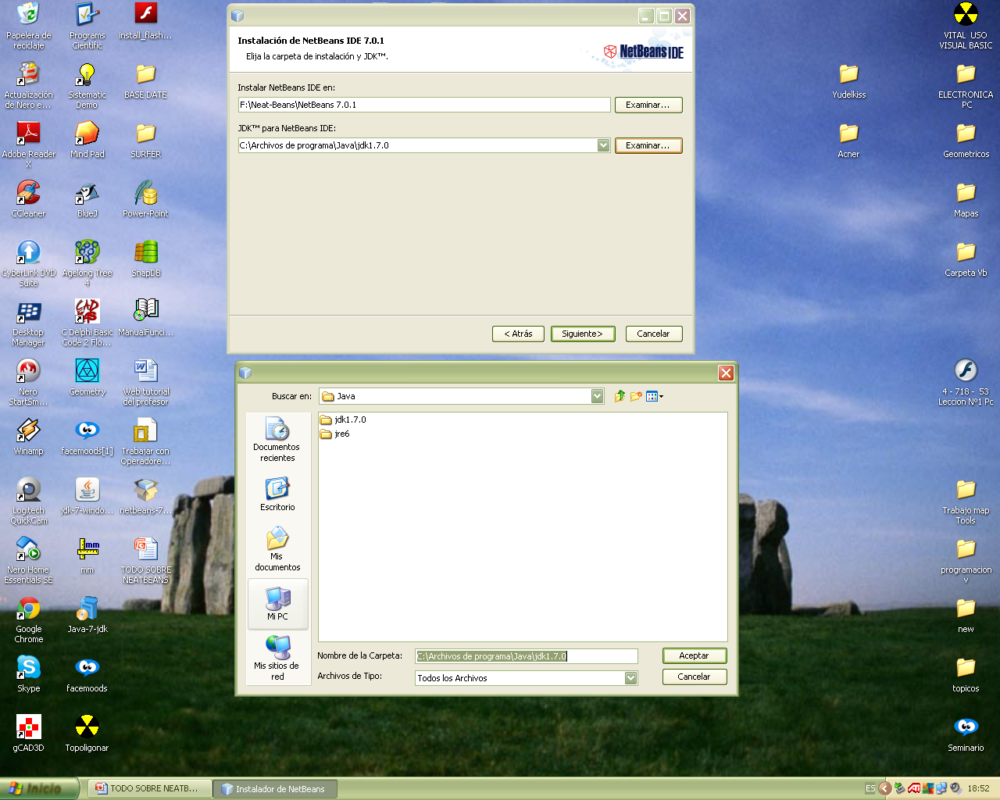 Papelera de
reciclaje
Programs
Cientific
install_flash...
Actualización
de Nero e...
Sistematic
Demo
BASE DATE
Adobe Reader
X
Mind Pad
SURFER
CCleaner
BlueJ
Power-Point
CyberLink DVD
Suite
Agelong Tree
4
SnapDB
Desktop
Manager
C Delphi Basic
Code 2 Flo...
ManualFunci...
Nero
StartSm...
Geometry
Web tutorial
del profesor
Winamp
facemoods[1]
Trabajar con
Operadore...
Logitech
QuickCam
jdk-7-windo...
netbeans-7...
Nero Home
Essentials SE
mm
mm
TODO SOBRE
NEATBEANS
Google
Chrome
Java-7-jdk
Skype
facemoods
gCAD3D
Topoligonar
Instalación de NetBeans IDE 7.0.1
Elija la carpeta de instalación y JDK™.
NetBeans IDE
Instalar NetBeans IDE en:
F:\Neat-Beans\NetBeans 7.0.1
Examinar...
JDK™ para NetBeans IDE:
C:\Archivos de programa\Java\jdk1.7.0
Examinar...
< Atrás
Siguiente>
Cancelar
Buscar en:
Java
jdk1.7.0
jre6
Documentos
recientes
Escritorio
Mis
documentos
Mi PC
Mis sitios de
red
Nombre de la Carpeta:
C:\Archivos de programa\Java\jdk1.7.0
Aceptar
Archivos de Tipo:
Todos los Archivos
Cancelar
VITAL USO
VISUAL BASIC
Yudelkiss
ELECTRONICA
PC
Acner
Geometricos
Mapas
Carpeta Vb
4 - 718 - 53
Leccion Nº1 Pc
Trabajo map
Tools
programacion
y
new
topicos
Seminario
Inicio
TODO SOBRE NEATB...
Instalador de NetBeans
ES
18:52